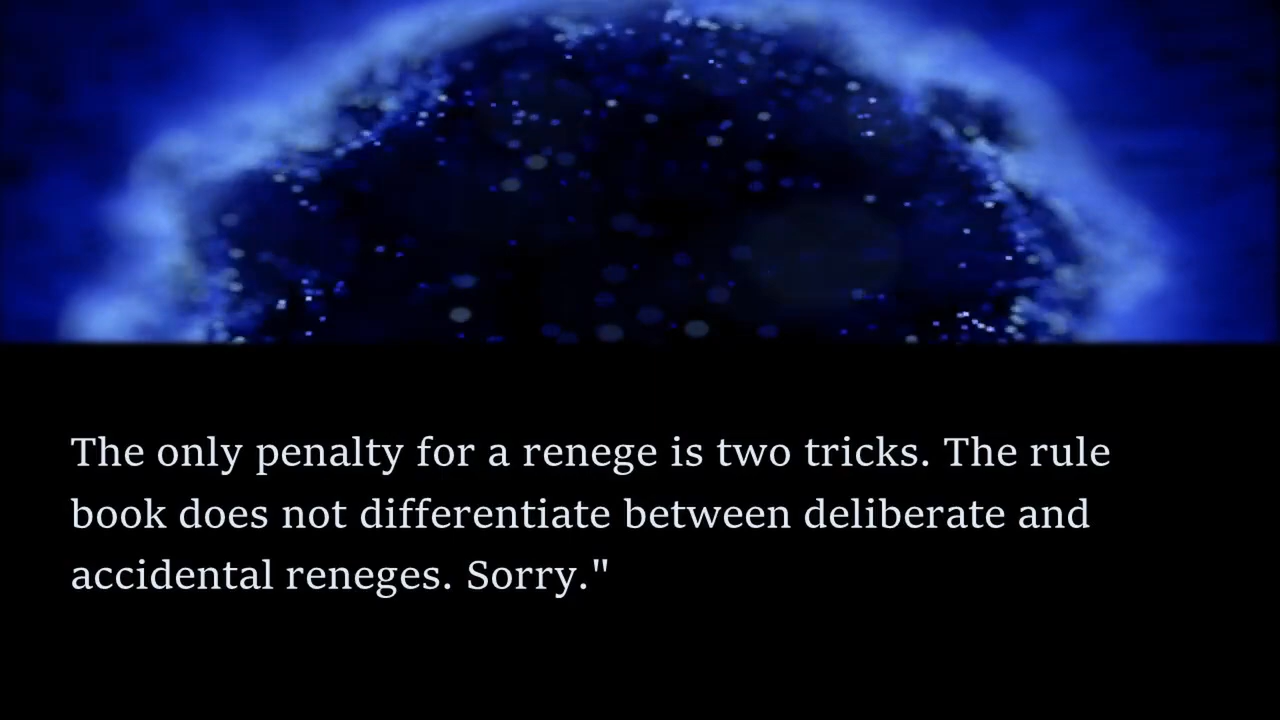 The only penalty for a renege is two tricks. The rule
book does not differentiate between deliberate and
accidental reneges. Sorry."